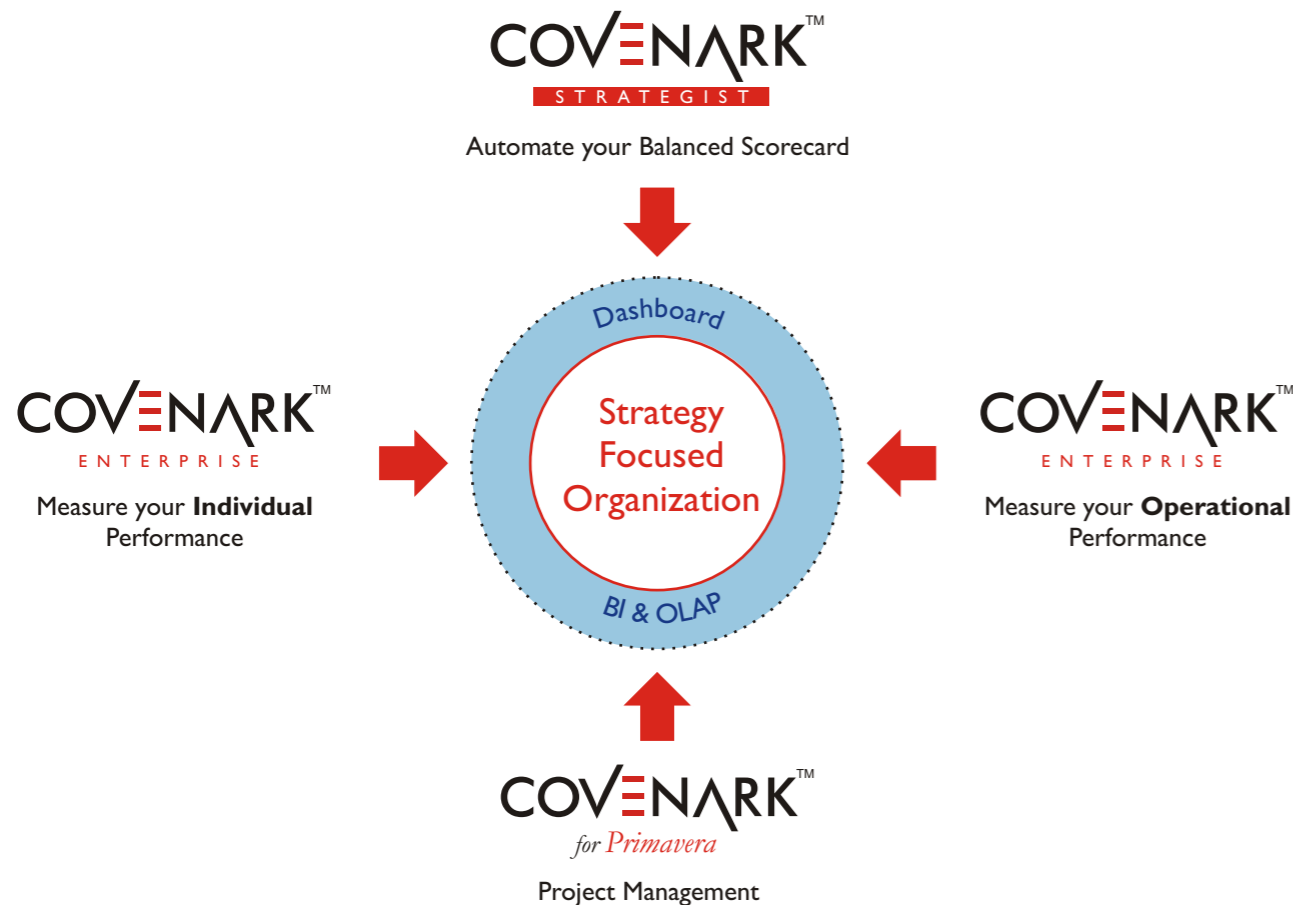 COVENARK™
STRATEGIST
Automate your Balanced Scorecard
Dashboard
COVENARK™
ENTERPRISE
Measure your Individual
Performance
Strategy
Focused
Organization
COVENARK™
ENTERPRISE
Measure your Operational
Performance
BI & OLAP
COVENARK™
for Primavera
Project Management